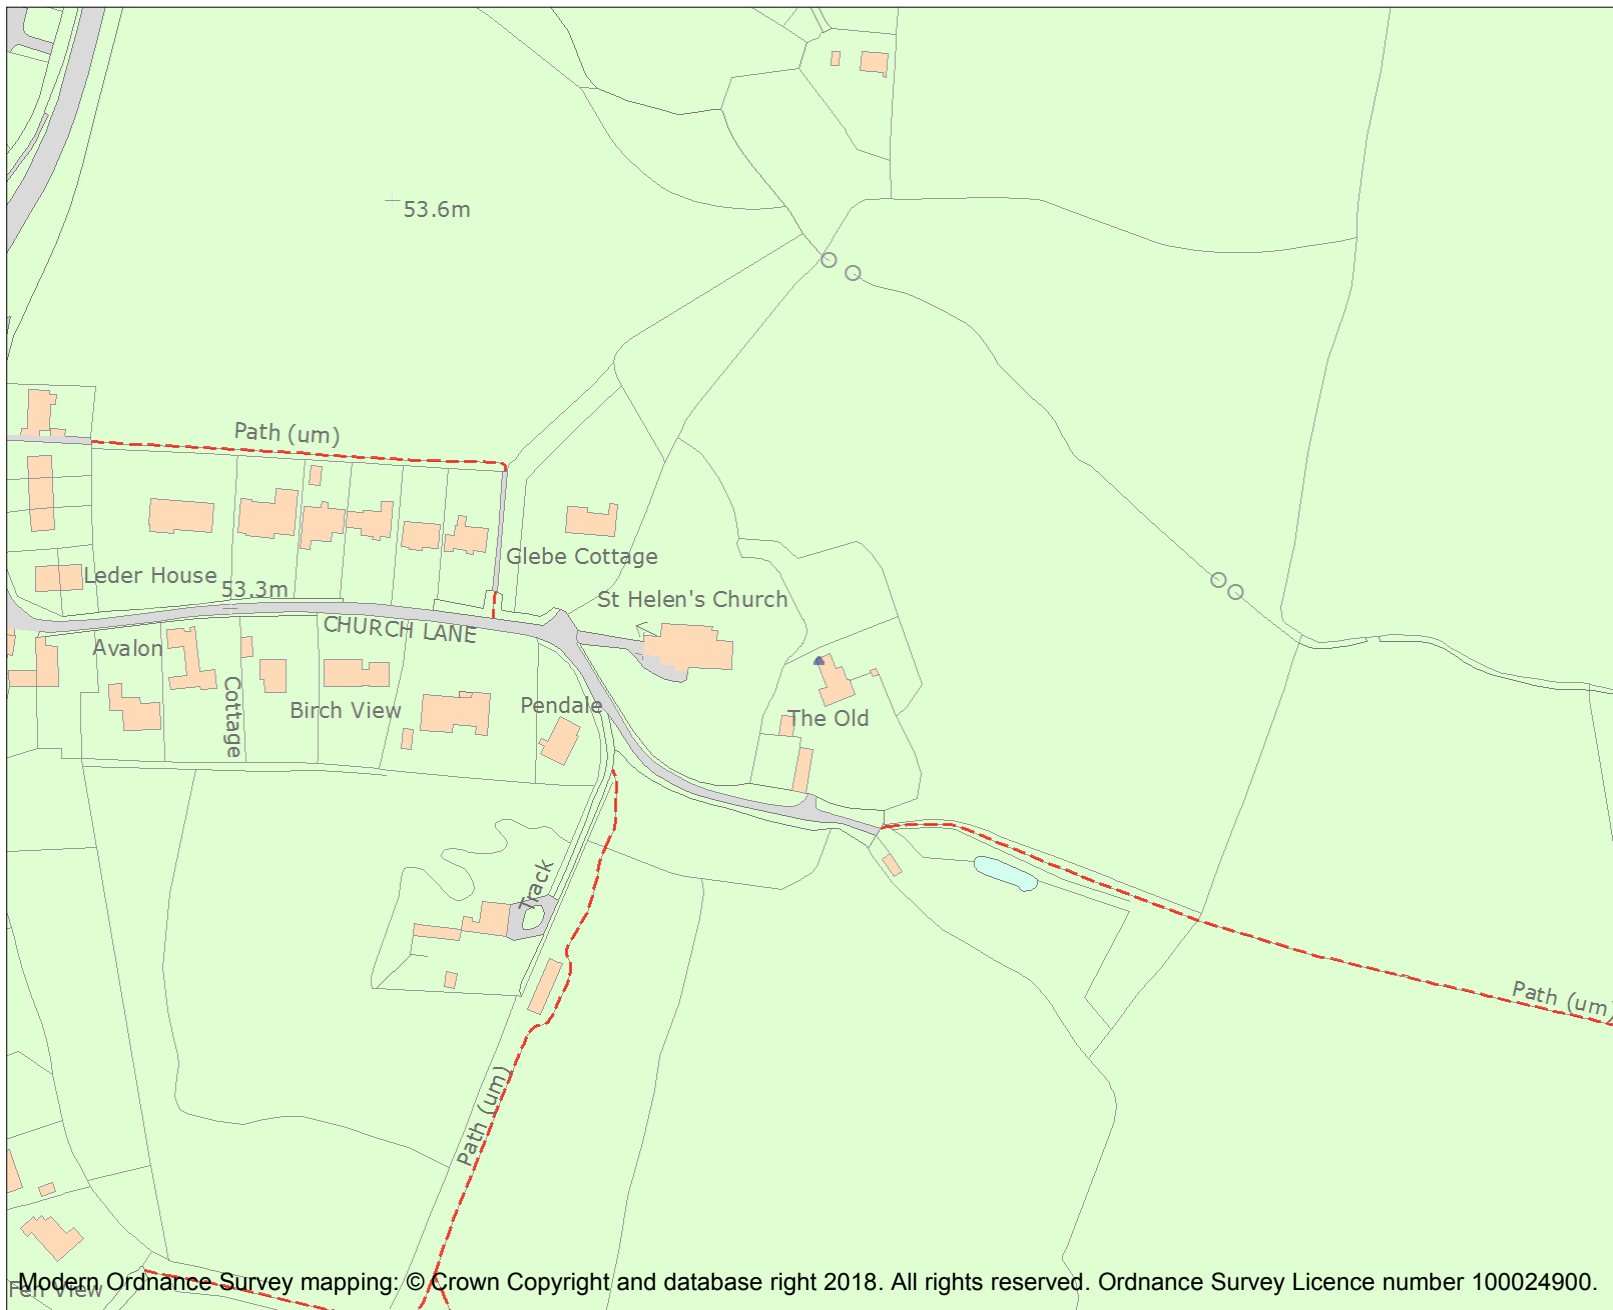 53.6m
Path (um)
Glebe Cottage
Leder House
53.3m
St Helen's Church
CHURCH LANE
Avalon
Cottage
Birch View
Pendale
The Old
Track
Path (um)
Path (um)
Fen View
Modern Ordnance Survey mapping: © Crown Copyright and database right 2018. All rights reserved. Ordnance Survey Licence number 100024900.